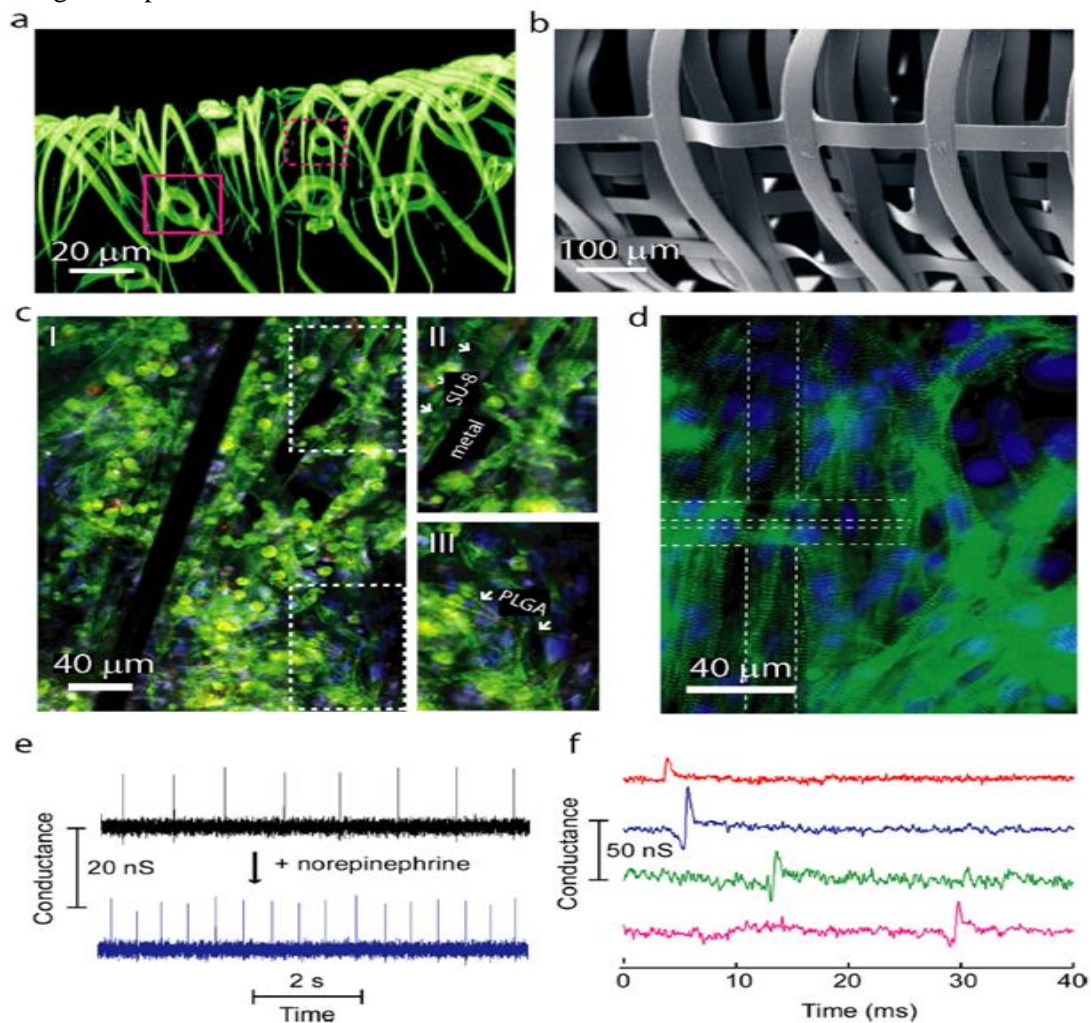 a
20 μm
b
100 μm
c
I
40 μm
II
SU-8
metal
III
PLGA
d
40 μm
e
Conductance
20 nS
+ norepinephrine
2 s
Time
f
Conductance
50 nS
0 10 20 30 40
Time (ms)